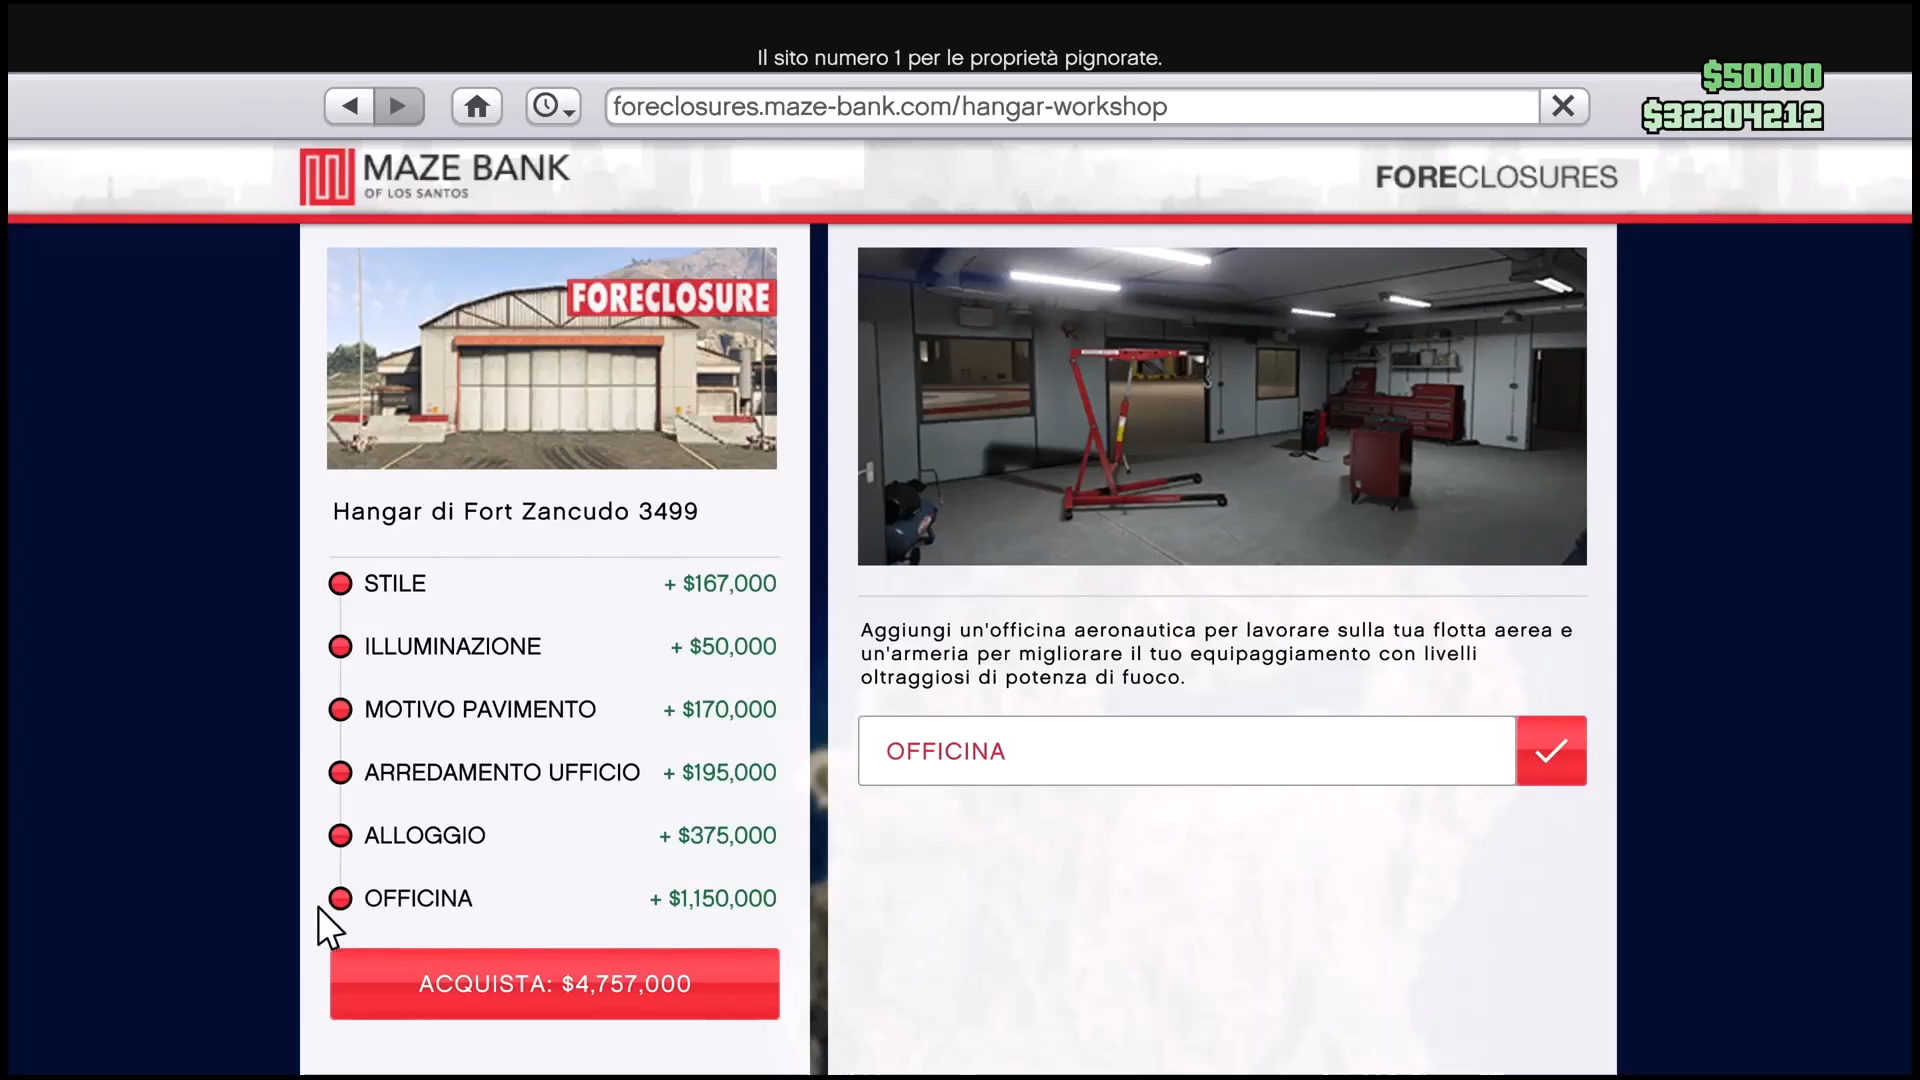 Il sito numero 1 per le proprietà pignorate.
$50000
foreclosures.maze-bank.com/hangar-workshop
$32204212
MAZE BANK
OF LOS SANTOS
FORECLOSURES
FORECLOSURE
Hangar di Fort Zancudo 3499
STILE + $167,000
ILLUMINAZIONE + $50,000
MOTIVO PAVIMENTO + $170,000
ARREDAMENTO UFFICIO + $195,000
ALLOGGIO + $375,000
OFFICINA + $1,150,000
ACQUISTA: $4,757,000
Aggiungi un'officina aeronautica per lavorare sulla tua flotta aerea e
un'armeria per migliorare il tuo equipaggiamento con livelli
oltraggiosi di potenza di fuoco.
OFFICINA